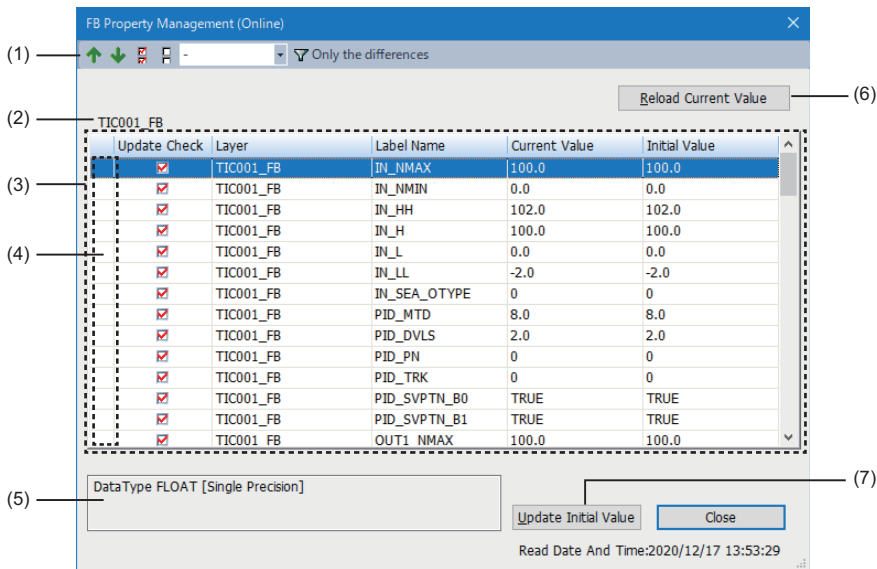 FB Property Management (Online)
(1)
-
Only the differences
Reload Current Value
(6)
(2)
TIC001_FB
Update Check Layer Label Name Current Value Initial Value
TIC001_FB IN_NMAX 100.0 100.0
(3)
TIC001_FB IN_NMIN 0.0 0.0
TIC001_FB IN_HH 102.0 102.0
TIC001_FB IN_H 100.0 100.0
(4)
TIC001_FB IN_L 0.0 0.0
TIC001_FB IN_LL -2.0 -2.0
TIC001_FB IN_SEA_OTYPE 0 0
TIC001_FB PID_MTD 8.0 8.0
TIC001_FB PID_DVLS 2.0 2.0
TIC001_FB PID_PN 0 0
TIC001_FB PID_TRK 0 0
TIC001_FB PID_SVPTN_B0 TRUE TRUE
TIC001_FB PID_SVPTN_B1 TRUE TRUE
TIC001_FB OUT1_NMAX 100.0 100.0
(5)
DataType FLOAT [Single Precision]
(7)
Update Initial Value
Close
Read Date And Time:2020/12/17 13:53:29